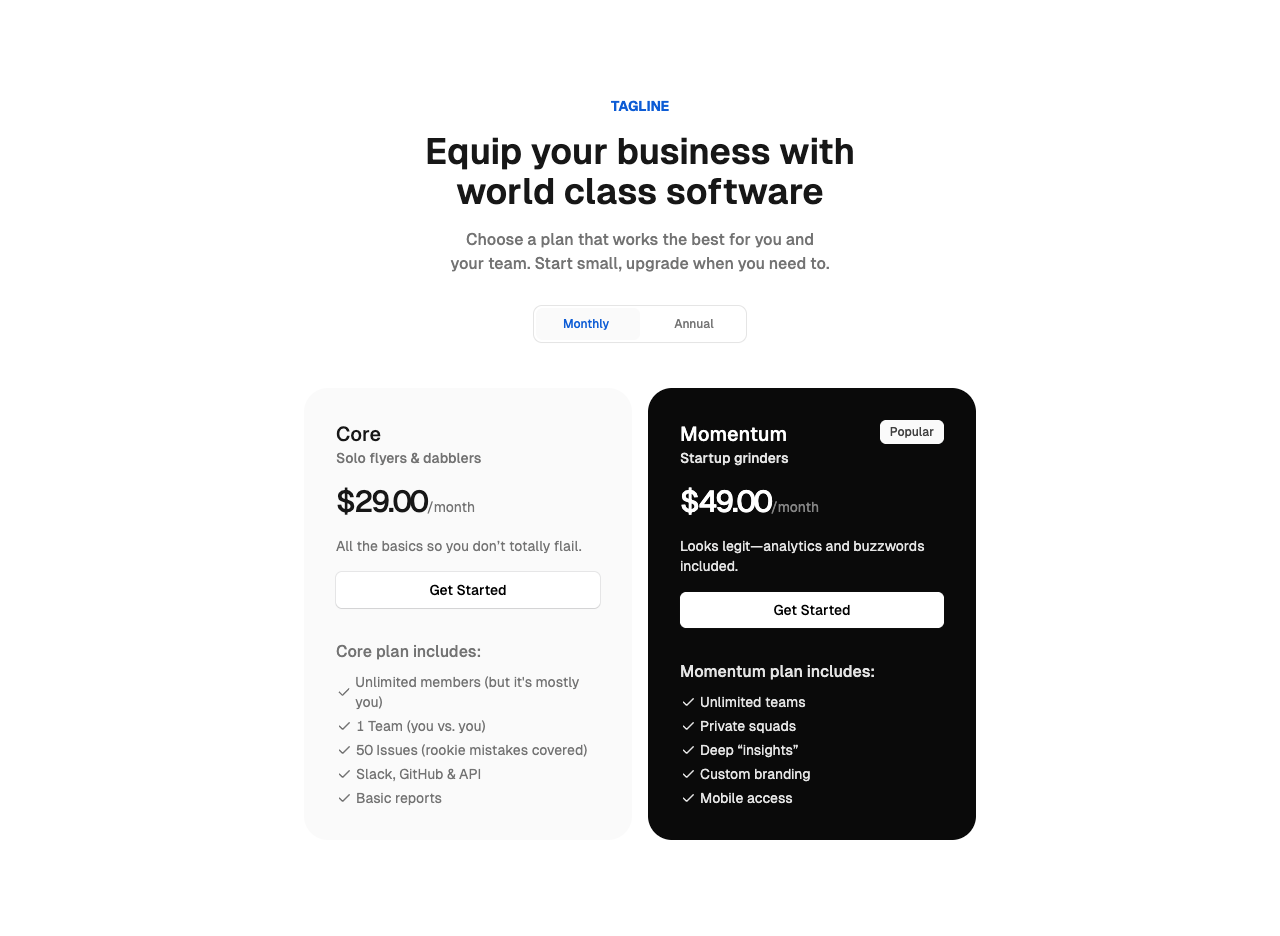 TAGLINE
Equip your business with
world class software
Choose a plan that works the best for you and
your team. Start small, upgrade when you need to.
Monthly
Annual
Core
Solo flyers & dabblers
$29.00/month
All the basics so you don’t totally flail.
Get Started
Core plan includes:
Unlimited members (but it's mostly
you)
1 Team (you vs. you)
50 Issues (rookie mistakes covered)
Slack, GitHub & API
Basic reports
Momentum
Popular
Startup grinders
$49.00/month
Looks legit—analytics and buzzwords
included.
Get Started
Momentum plan includes:
Unlimited teams
Private squads
Deep “insights”
Custom branding
Mobile access